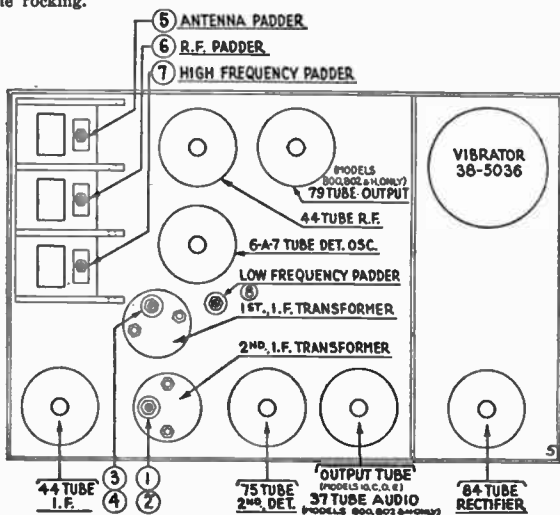 ne rocking.
⑤ ANTENNA PADDER
⑥ R.F. PADDER
⑦ HIGH FREQUENCY PADDER
VIBRATOR
38-5036
(MODELS
800,802 & H,ONLY)
79 TUBE OUTPUT
44 TUBE R.F.
6-A-7 TUBE DET. OSC.
LOW FREQUENCY PADDER
⑧
1ST., I.F. TRANSFORMER
2ND., I.F. TRANSFORMER
5
44 TUBE
I.F.
③ ①
④ ②
75 TUBE
2ND, DET.
OUTPUT TUBE
37 TUBE AUDIO
(MODELS 800,802 & H ONLY)
84 TUBE
RECTIFIER